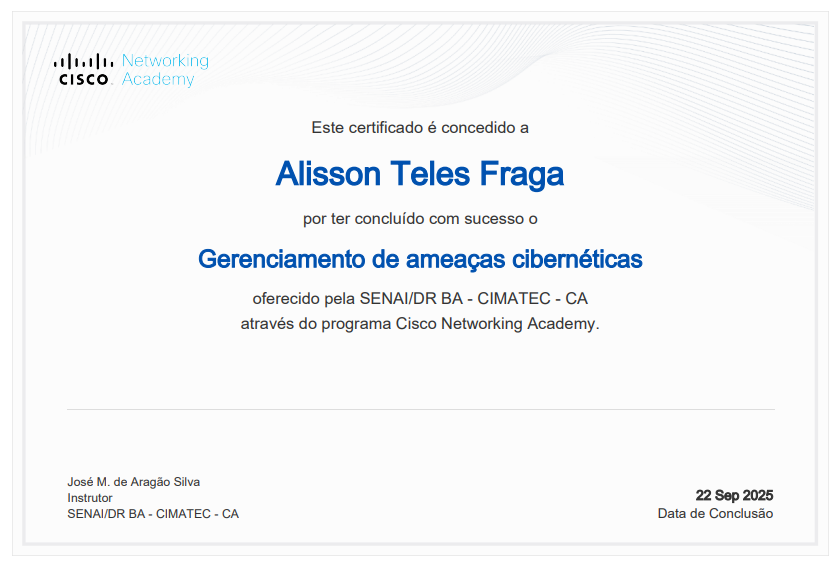 CISCO Networking Academy
Este certificado é concedido a
Alisson Teles Fraga
por ter concluído com sucesso o
Gerenciamento de ameaças cibernéticas
oferecido pela SENAI/DR BA - CIMATEC - CA
através do programa Cisco Networking Academy.
José M. de Aragão Silva
Instrutor
SENAI/DR BA - CIMATEC - CA
22 Sep 2025
Data de Conclusão